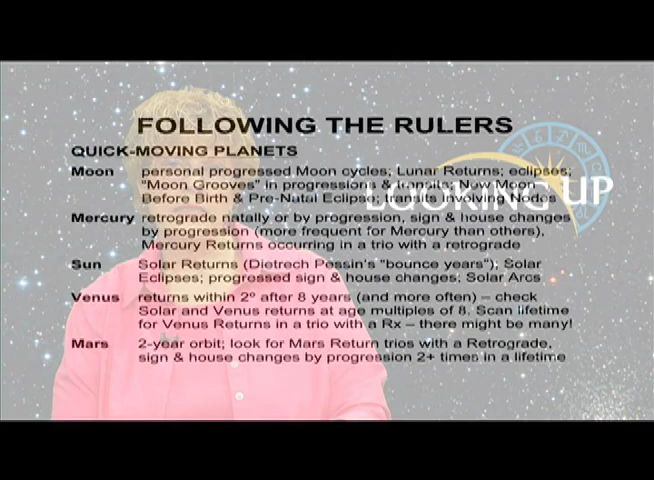 FOLLOWING THE RULERS
QUICK-MOVING PLANETS
Moon personal progressed Moon cycles; Lunar Returns; eclipses;
"Moon Grooves" in progressions & transits; New Moon
Before Birth & Pre-Natal Eclipse; transits involving Nodes
LOOKING UP
Mercury retrograde natally or by progression, sign & house changes
by progression (more frequent for Mercury than others),
Mercury Returns occurring in a trio with a retrograde
Sun Solar Returns (Dietrech Pessin's "bounce years"); Solar
Eclipses; progressed sign & house changes; Solar Arcs
Venus returns within 2º after 8 years (and more often) – check
Solar and Venus returns at age multiples of 8. Scan lifetime
for Venus Returns in a trio with a Rx – there might be many!
Mars 2-year orbit; look for Mars Return trios with a Retrograde,
sign & house changes by progression 2+ times in a lifetime